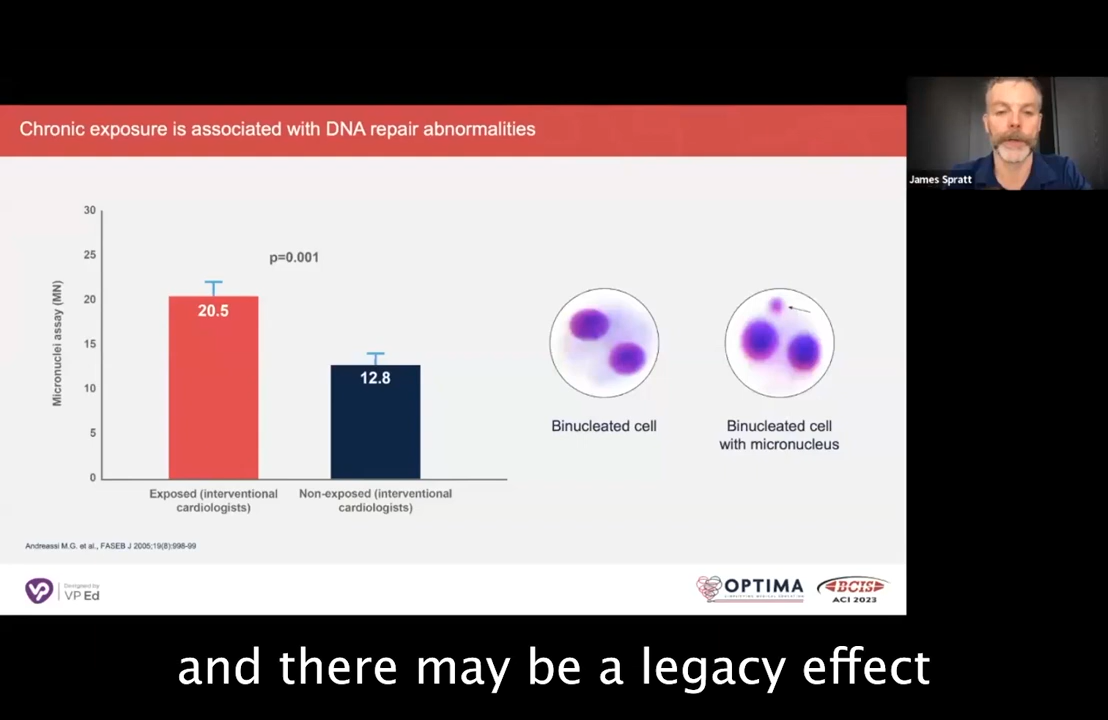 Chronic exposure is associated with DNA repair abnormalities
James Spratt
30
25
20
15
10
5
0
Micronuclei assay (MN)
p=0.001
20.5
12.8
Exposed (interventional
cardiologists)
Non-exposed (interventional
cardiologists)
Binucleated cell
Binucleated cell
with micronucleus
Andreassi M.G. et al., FASEB J 2005;19(8):998-99
VP
Designed by
VP Ed
OPTIMA
BCIS
ACI 2023
and there may be a legacy effect